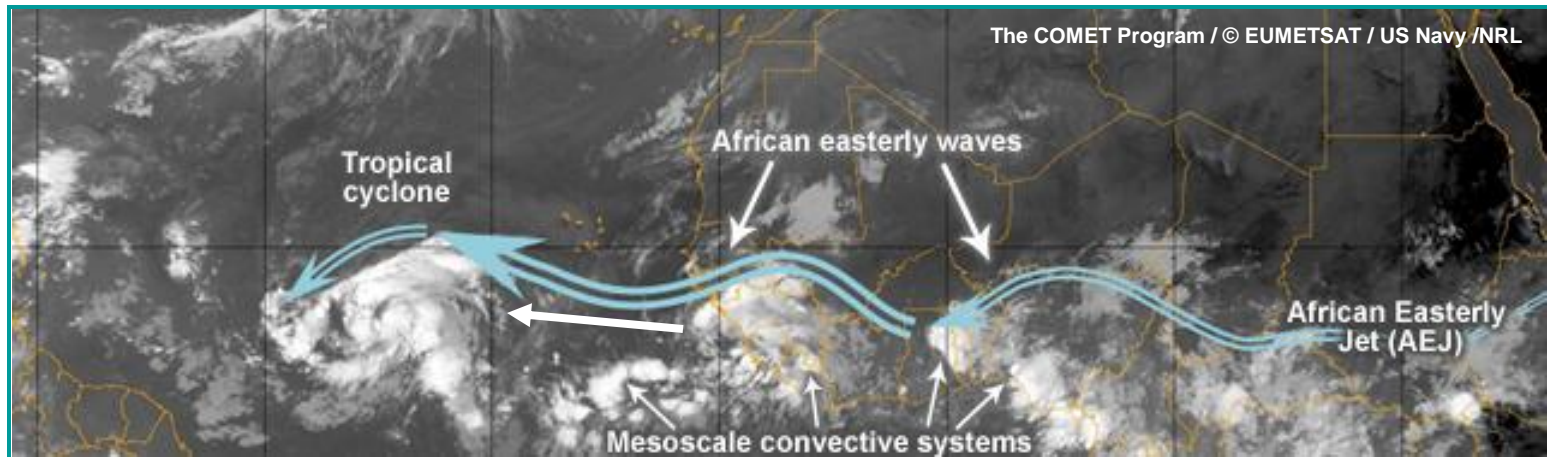 The COMET Program / © EUMETSAT / US Navy /NRL
African easterly waves
Tropical
cyclone
African Easterly
Jet (AEJ)
Mesoscale convective systems